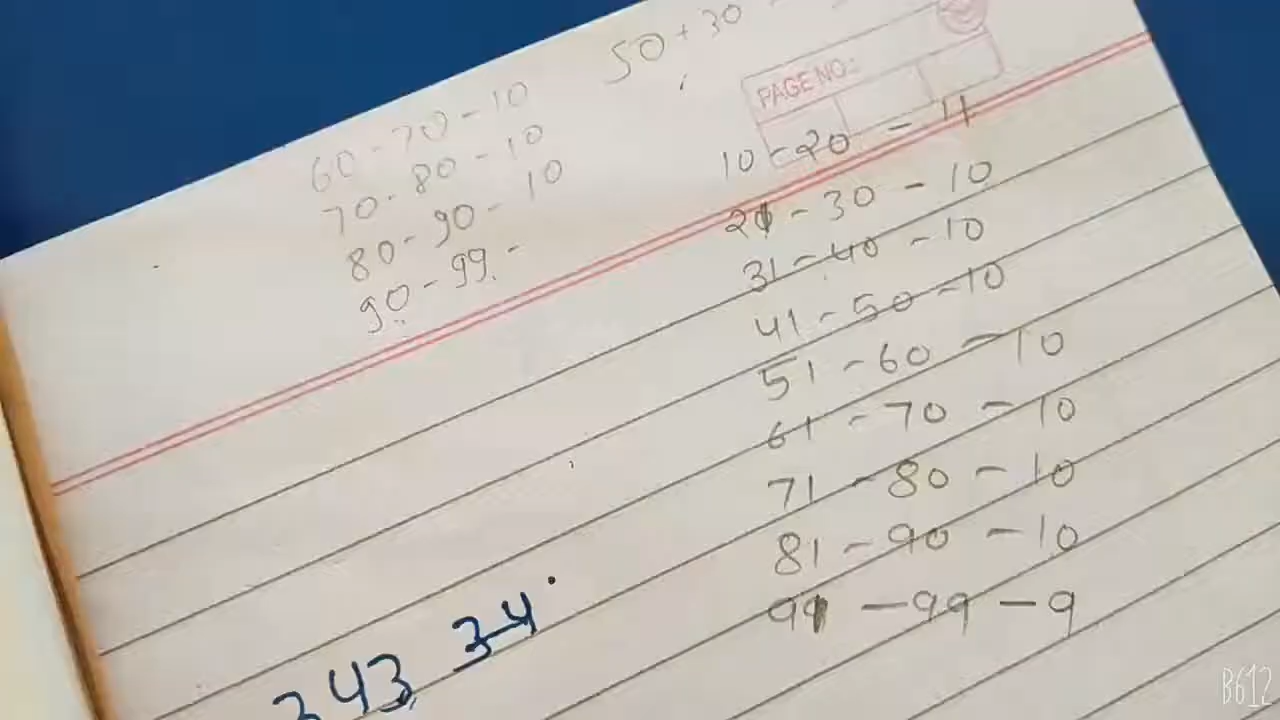 50+30 -
PAGE NO.:
60 - 70 - 10
70 - 80 - 10
80 - 90 - 10
90 - 99 -
10 - 20 - 11
21 - 30 - 10
31 - 40 - 10
41 - 50 - 10
51 - 60 - 10
61 - 70 - 10
71 - 80 - 10
81 - 90 - 10
91 - 99 - 9
343 34
B612